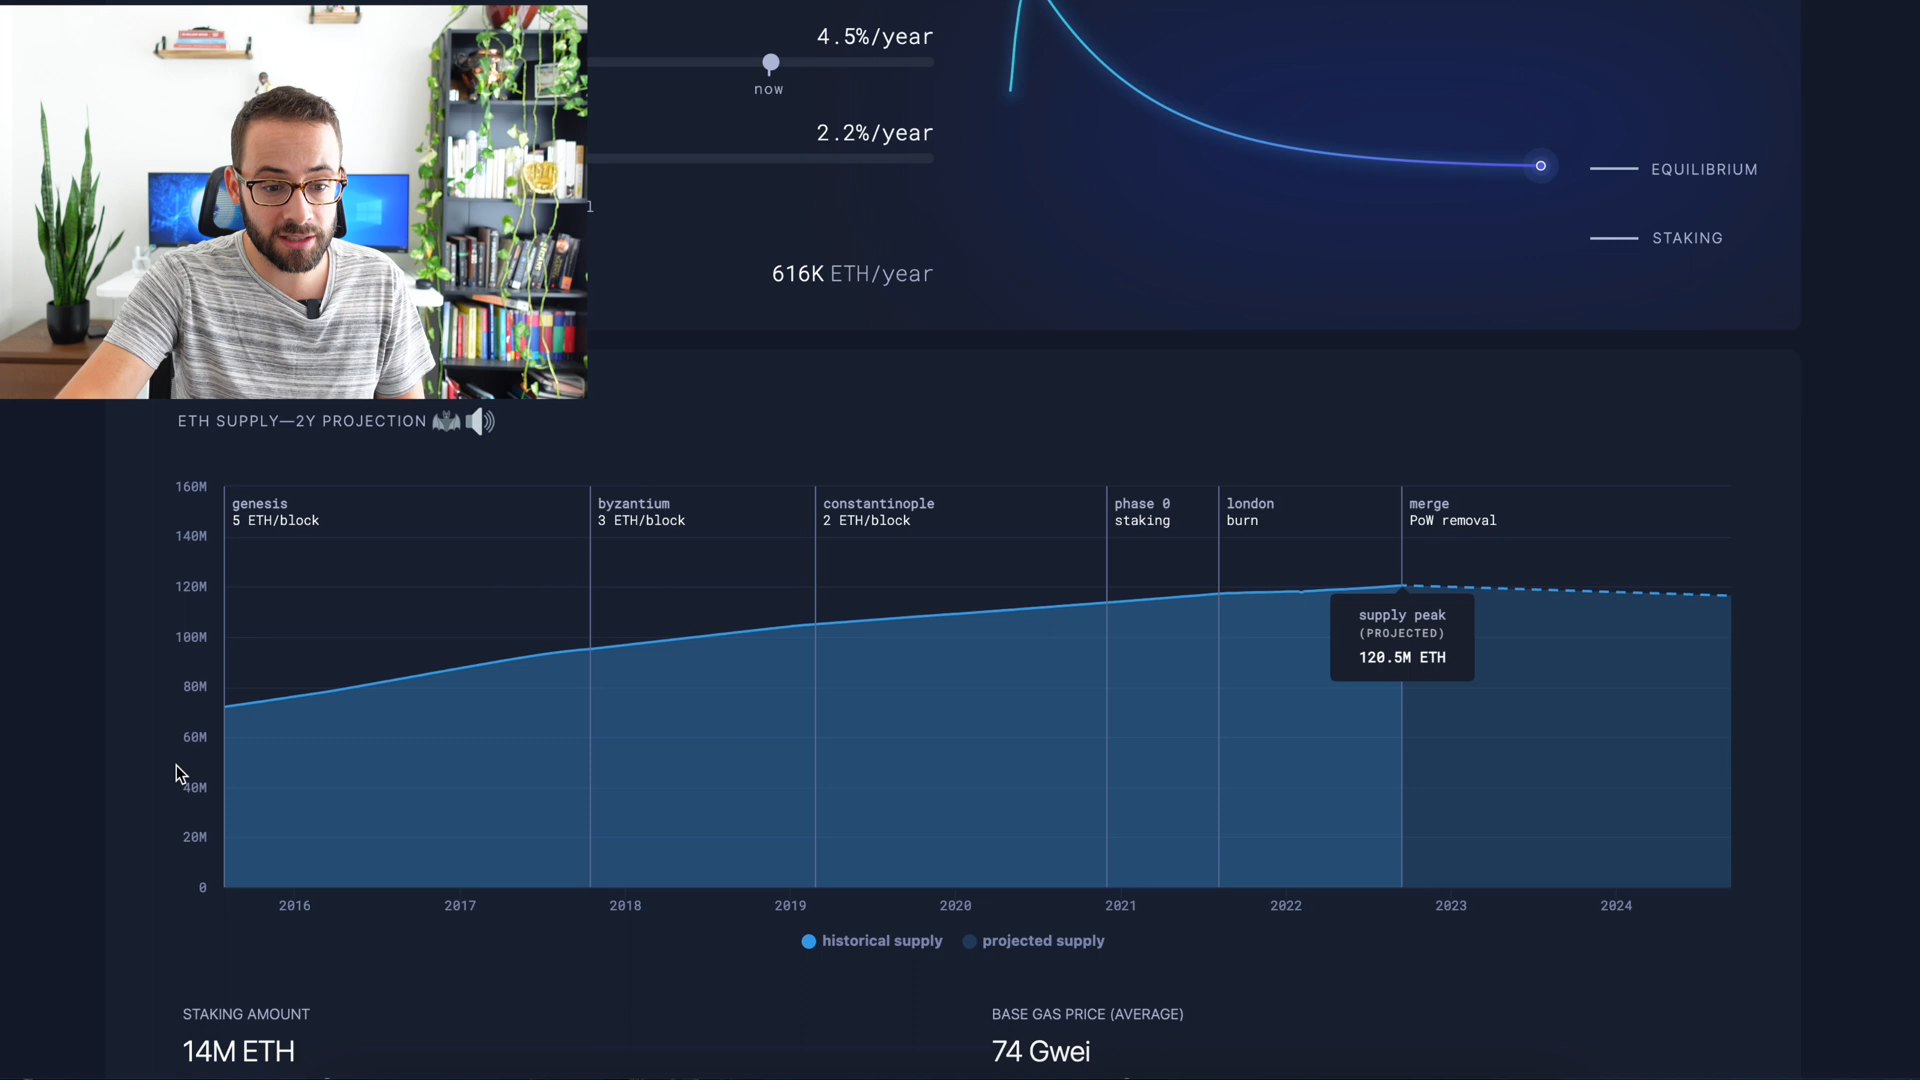 4.5%/year
now
2.2%/year
EQUILIBRIUM
l
STAKING
616K ETH/year
ETH SUPPLY—2Y PROJECTION
160M
140M
120M
100M
80M
60M
40M
20M
0
genesis
5 ETH/block
byzantium
3 ETH/block
constantinople
2 ETH/block
phase 0
staking
london
burn
merge
PoW removal
supply peak
(PROJECTED)
120.5M ETH
2016 2017 2018 2019 2020 2021 2022 2023 2024
historical supply projected supply
STAKING AMOUNT
14M ETH
BASE GAS PRICE (AVERAGE)
74 Gwei